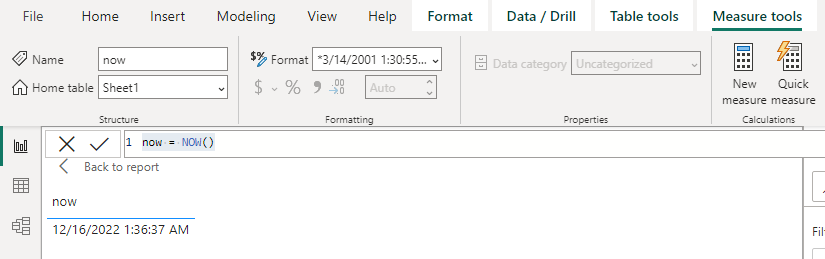 File Home Insert Modeling View Help Format Data / Drill Table tools Measure tools
Name now
Home table Sheet1
Structure
$% Format *3/14/2001 1:30:55...
$ % 9 .00 →0 Auto
Formatting
Data category Uncategorized
Properties
New measure
Quick measure
Calculations
1 now = NOW()
Back to report
now
12/16/2022 1:36:37 AM